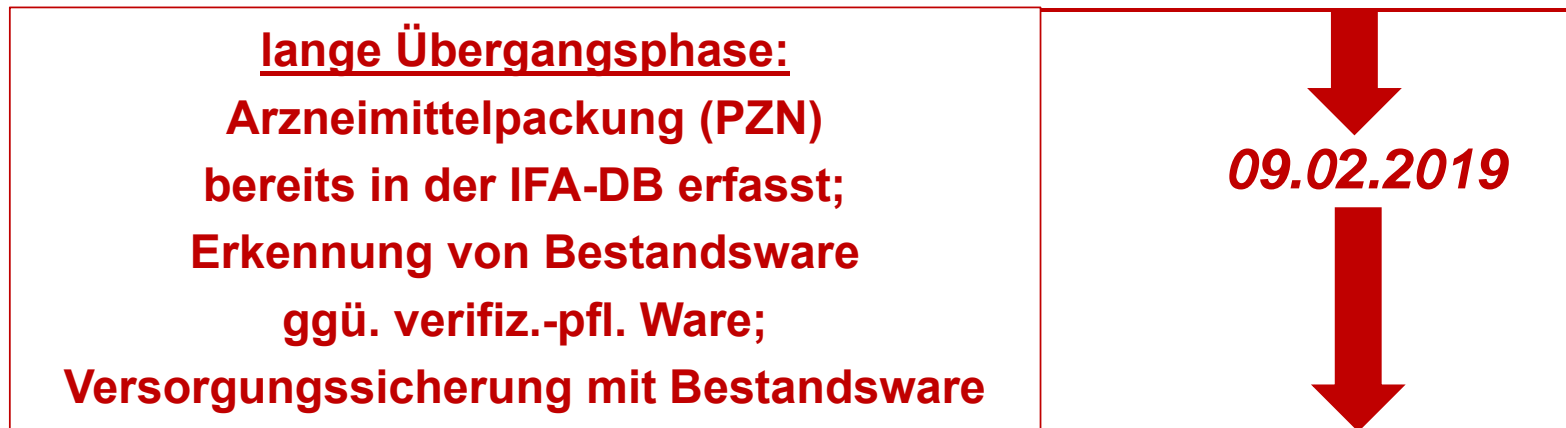 lange Übergangsphase:
Arzneimittelpackung (PZN)
bereits in der IFA-DB erfasst;
Erkennung von Bestandsware
ggü. verifiz.-pfl. Ware;
Versorgungssicherung mit Bestandsware
09.02.2019